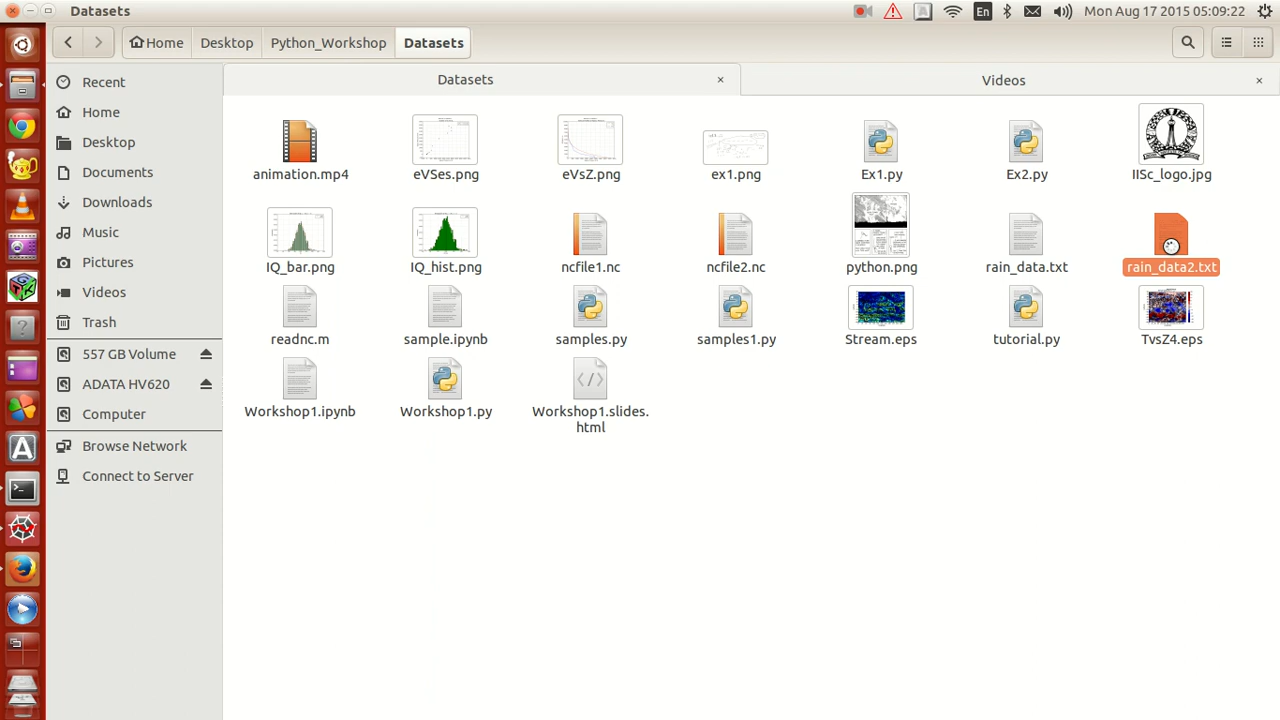 Datasets
En
Mon Aug 17 2015 05:09:22
Home
Desktop
Python_Workshop
Datasets
Recent
Home
Desktop
Documents
Downloads
Music
Pictures
Videos
Trash
557 GB Volume
ADATA HV620
Computer
Browse Network
Connect to Server
Datasets
Videos
animation.mp4
eVSes.png
eVsZ.png
ex1.png
Ex1.py
Ex2.py
IISc_logo.jpg
IQ_bar.png
IQ_hist.png
ncfile1.nc
ncfile2.nc
python.png
rain_data.txt
rain_data2.txt
readnc.m
sample.ipynb
samples.py
samples1.py
Stream.eps
tutorial.py
TvsZ4.eps
Workshop1.ipynb
Workshop1.py
Workshop1.slides.
html